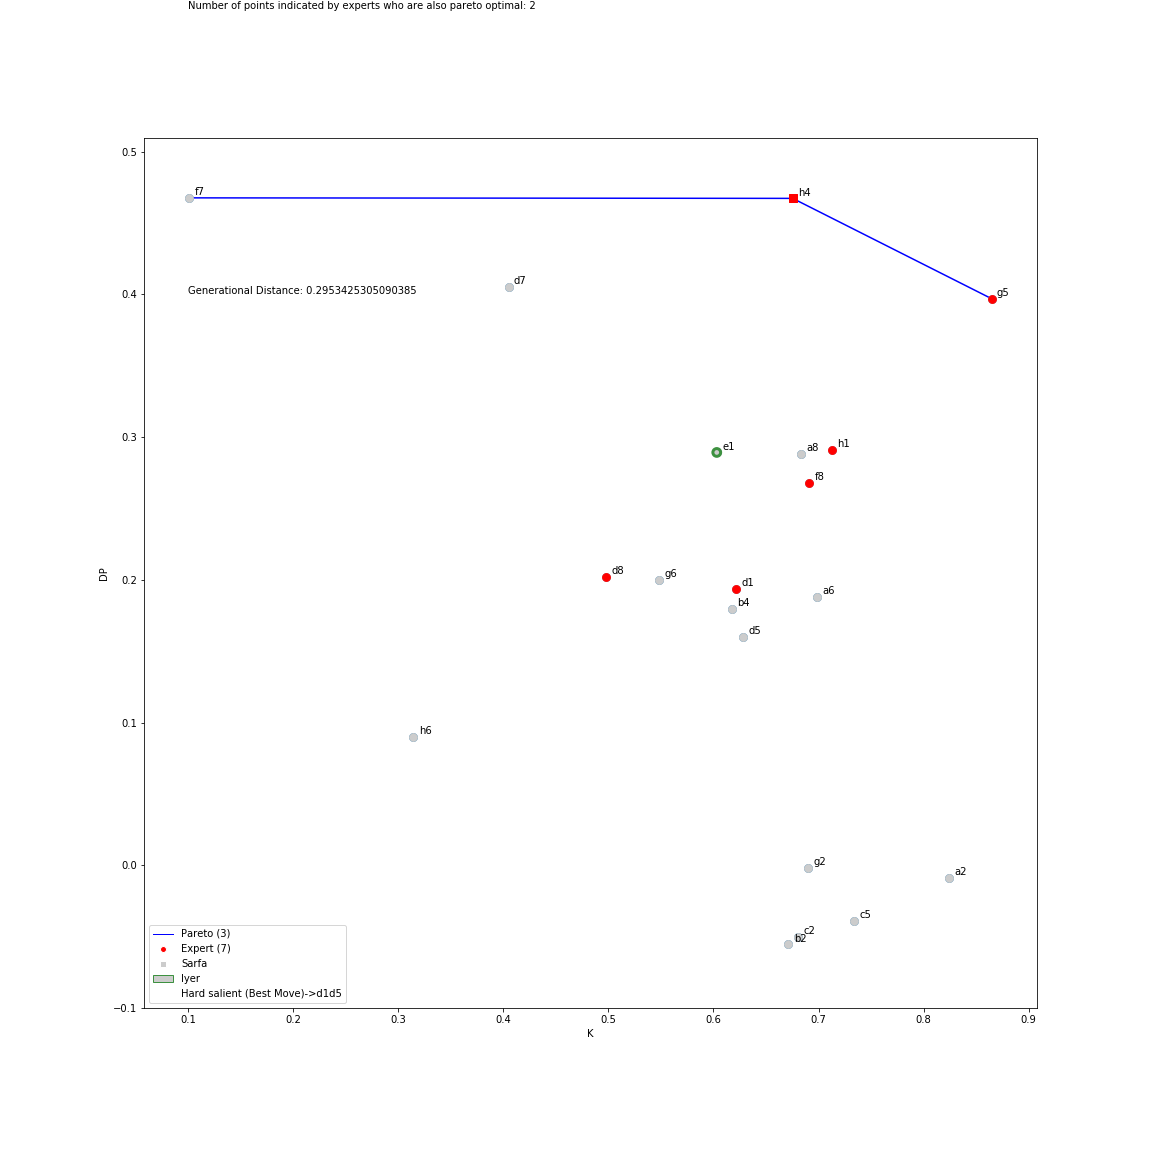 Number of points indicated by experts who are also pareto optimal: 2
0.5
f7
h4
d7
Generational Distance: 0.2953425305090385
0.4
g5
0.3
e1
a8
h1
f8
DP
0.2
d8
g6
d1
a6
b4
d5
0.1
h6
0.0
g2
a2
c5
c2
b2
Pareto (3)
Expert (7)
Sarfa
Iyer
Hard salient (Best Move)->d1d5
−0.1
0.1 0.2 0.3 0.4 0.5 0.6 0.7 0.8 0.9
K